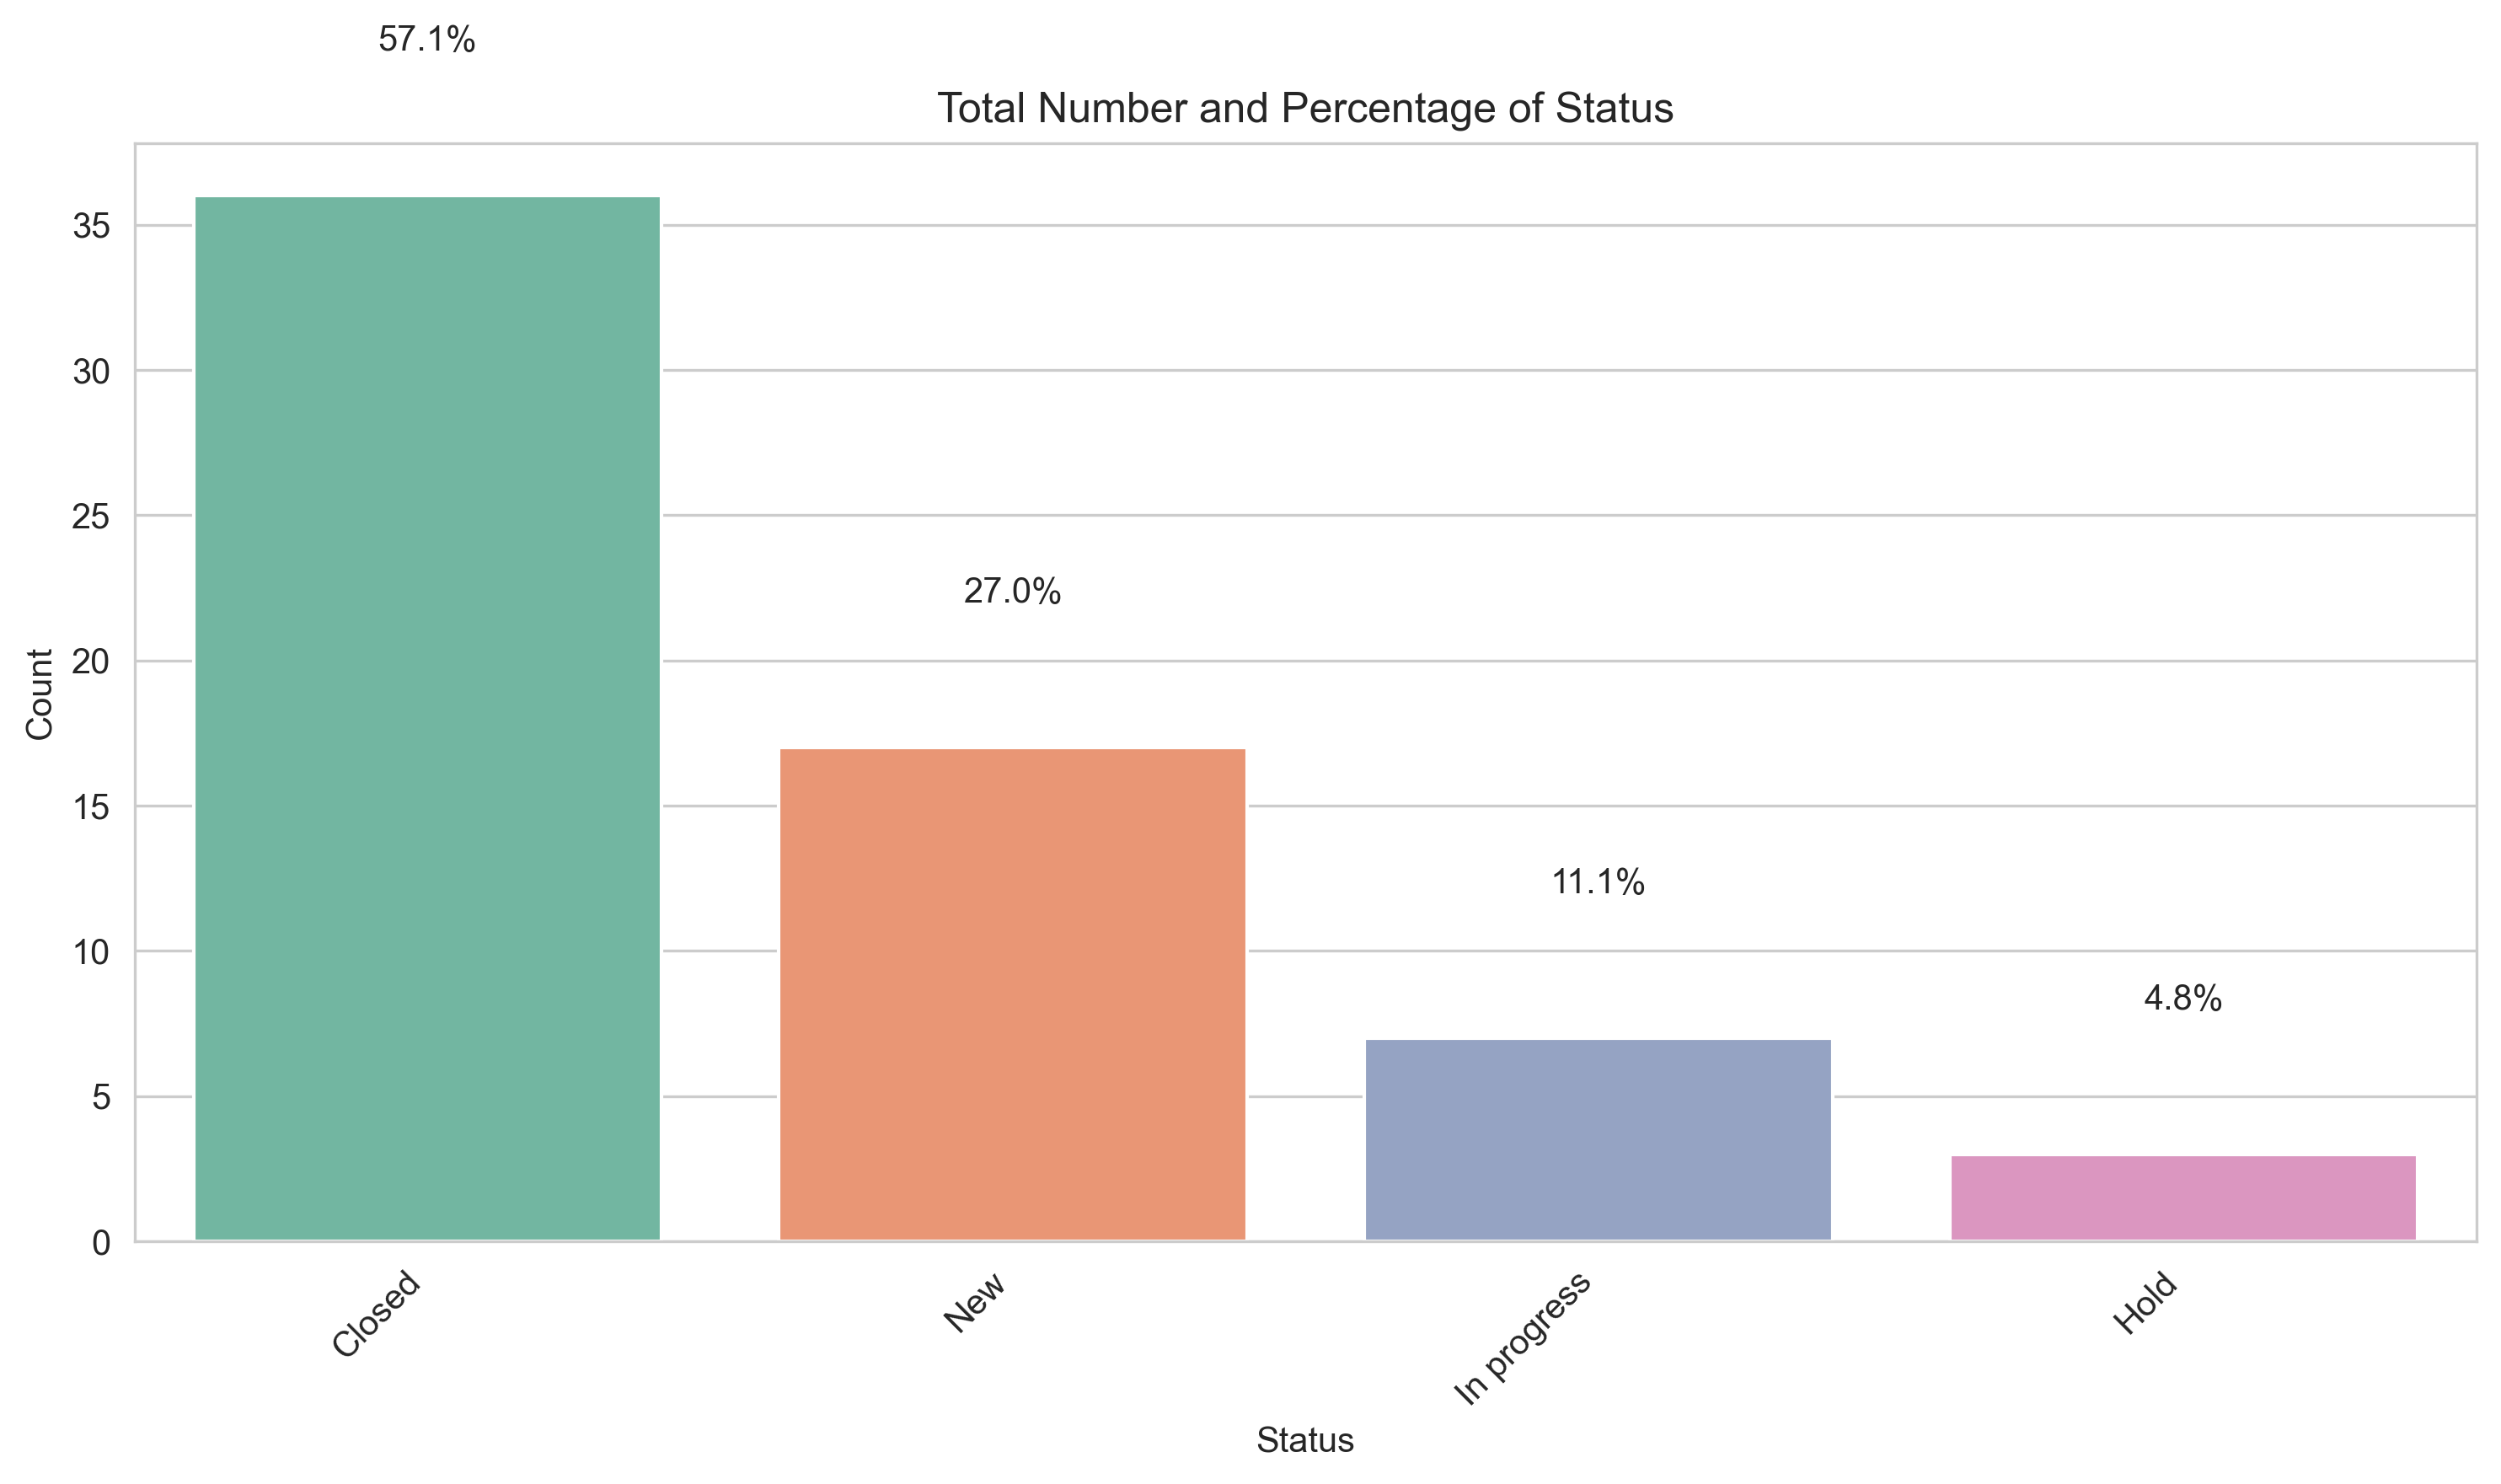 57.1%
Total Number and Percentage of Status
35
30
25
27.0%
20
Count
15
11.1%
10
4.8%
5
0
Closed
New
In progress
Hold
Status